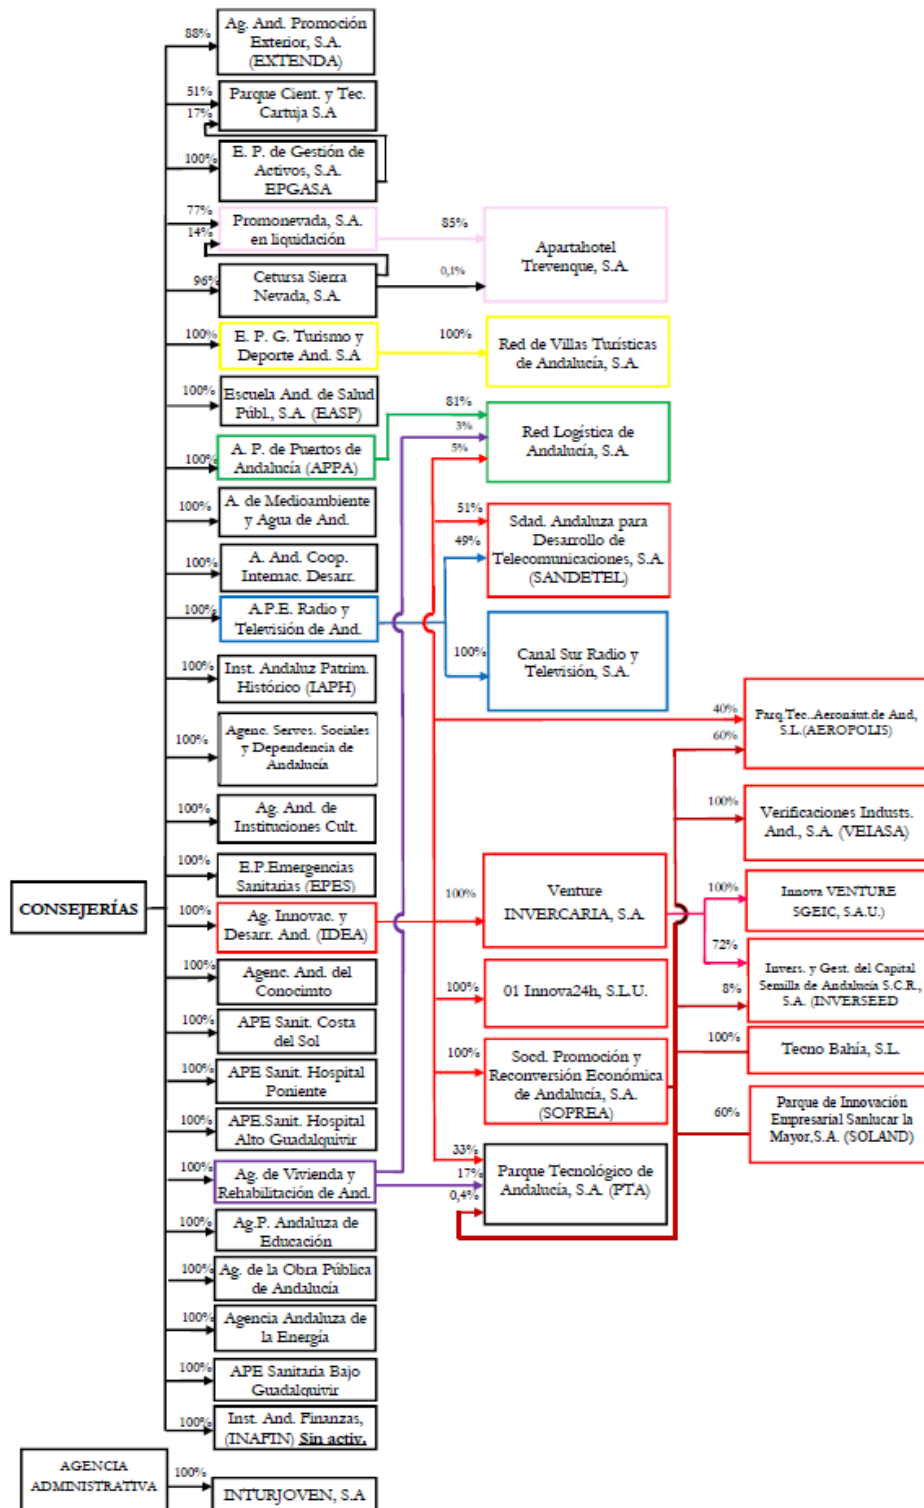 88%
Ag. And. Promoción
Exterior, S.A.
(EXTENDA)
51%
17%
Parque Cient. y Tec.
Cartuja S.A
100%
E. P. de Gestión de
Activos, S.A.
EPGASA
77%
14%
Promonevada, S.A.
en liquidación
85%
Apartahotel
Trevenque, S.A.
96%
Cetursa Sierra
Nevada, S.A.
0,1%
100%
E. P. G. Turismo y
Deporte And. S.A
100%
Red de Villas Turísticas
de Andalucía, S.A.
100%
Escuela And. de Salud
Públ., S.A. (EASP)
81%
3%
5%
Red Logística de
Andalucía, S.A.
100%
A. P. de Puertos de
Andalucía (APPA)
100%
A. de Medioambiente
y Agua de And.
51%
49%
Sdad. Andaluza para
Desarrollo de
Telecomunicaciones, S.A.
(SANDETEL)
100%
A. And. Coop.
Internac. Desarr.
100%
A.P.E. Radio y
Televisión de And.
100%
Canal Sur Radio y
Televisión, S.A.
100%
Inst. Andaluz Patrim.
Histórico (IAPH)
40%
60%
Parq.Tec..Aeronáut.de And,
S.L.(AEROPOLIS)
100%
Agenc. Serves. Sociales
y Dependencia de
Andalucía
100%
Verificaciones Industs.
And., S.A. (VEIASA)
100%
Ag. And. de
Instituciones Cult.
100%
E.P.Emergencias
Sanitarias (EPES)
CONSEJERÍAS
100%
Ag. Innovac. y
Desarr. And. (IDEA)
100%
Venture
INVERCARIA, S.A.
100%
Innova VENTURE
SGEIC, S.A.U.)
72%
8%
Invers. y Gest. del Capital
Semilla de Andalucía S.C.R.,
S.A. (INVERSEED
100%
Agenc. And. del
Conocimto
100%
01 Innova24h, S.L.U.
100%
APE Sanit. Costa
del Sol
100%
Tecno Bahía, S.L.
100%
Socd. Promoción y
Reconversión Económica
de Andalucía, S.A.
(SOPREA)
100%
APE Sanit. Hospital
Poniente
60%
Parque de Innovación
Empresarial Sanlucar la
Mayor,S.A. (SOLAND)
100%
APE.Sanit. Hospital
Alto Guadalquivir
33%
17%
0,4%
Parque Tecnológico de
Andalucía, S.A. (PTA)
100%
Ag. de Vivienda y
Rehabilitación de And.
100%
Ag.P. Andaluza de
Educación
100%
Ag. de la Obra Pública
de Andalucía
100%
Agencia Andaluza de
la Energía
100%
APE Sanitaria Bajo
Guadalquivir
100%
Inst. And. Finanzas,
(INAFIN) Sin activ.
AGENCIA
ADMINISTRATIVA
100%
INTURJOVEN, S.A